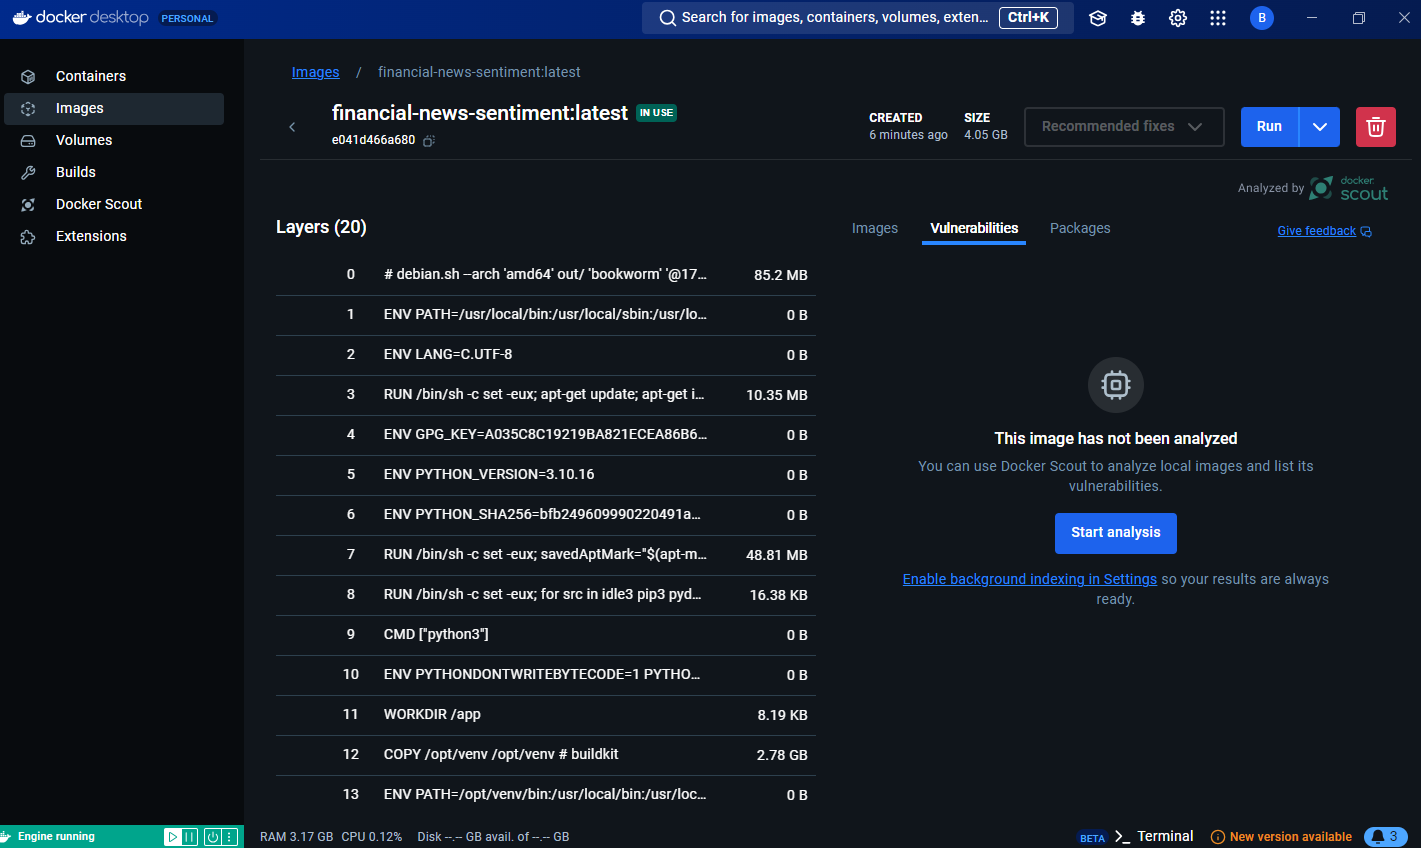 docker desktop PERSONAL
Search for images, containers, volumes, exten... Ctrl+K
B
Containers
Images
Volumes
Builds
Docker Scout
Extensions
Images / financial-news-sentiment:latest
financial-news-sentiment:latest IN USE
e041d466a680
CREATED
6 minutes ago
SIZE
4.05 GB
Recommended fixes
Run
Analyzed by docker scout
Layers (20)
0 # debian.sh --arch 'amd64' out/ 'bookworm' '@17... 85.2 MB
1 ENV PATH=/usr/local/bin:/usr/local/sbin:/usr/lo... 0 B
2 ENV LANG=C.UTF-8 0 B
3 RUN /bin/sh -c set -eux; apt-get update; apt-get i... 10.35 MB
4 ENV GPG_KEY=A035C8C19219BA821ECEA86B6... 0 B
5 ENV PYTHON_VERSION=3.10.16 0 B
6 ENV PYTHON_SHA256=bfb249609990220491a... 0 B
7 RUN /bin/sh -c set -eux; savedAptMark="$(apt-m... 48.81 MB
8 RUN /bin/sh -c set -eux; for src in idle3 pip3 pyd... 16.38 KB
9 CMD ["python3"] 0 B
10 ENV PYTHONDONTWRITEBYTECODE=1 PYTHO... 0 B
11 WORKDIR /app 8.19 KB
12 COPY /opt/venv /opt/venv # buildkit 2.78 GB
13 ENV PATH=/opt/venv/bin:/usr/local/bin:/usr/loc... 0 B
Images Vulnerabilities Packages Give feedback
This image has not been analyzed
You can use Docker Scout to analyze local images and list its
vulnerabilities.
Start analysis
Enable background indexing in Settings so your results are always
ready.
Engine running
RAM 3.17 GB CPU 0.12% Disk --.-- GB avail. of --.-- GB
BETA >_ Terminal
New version available
3